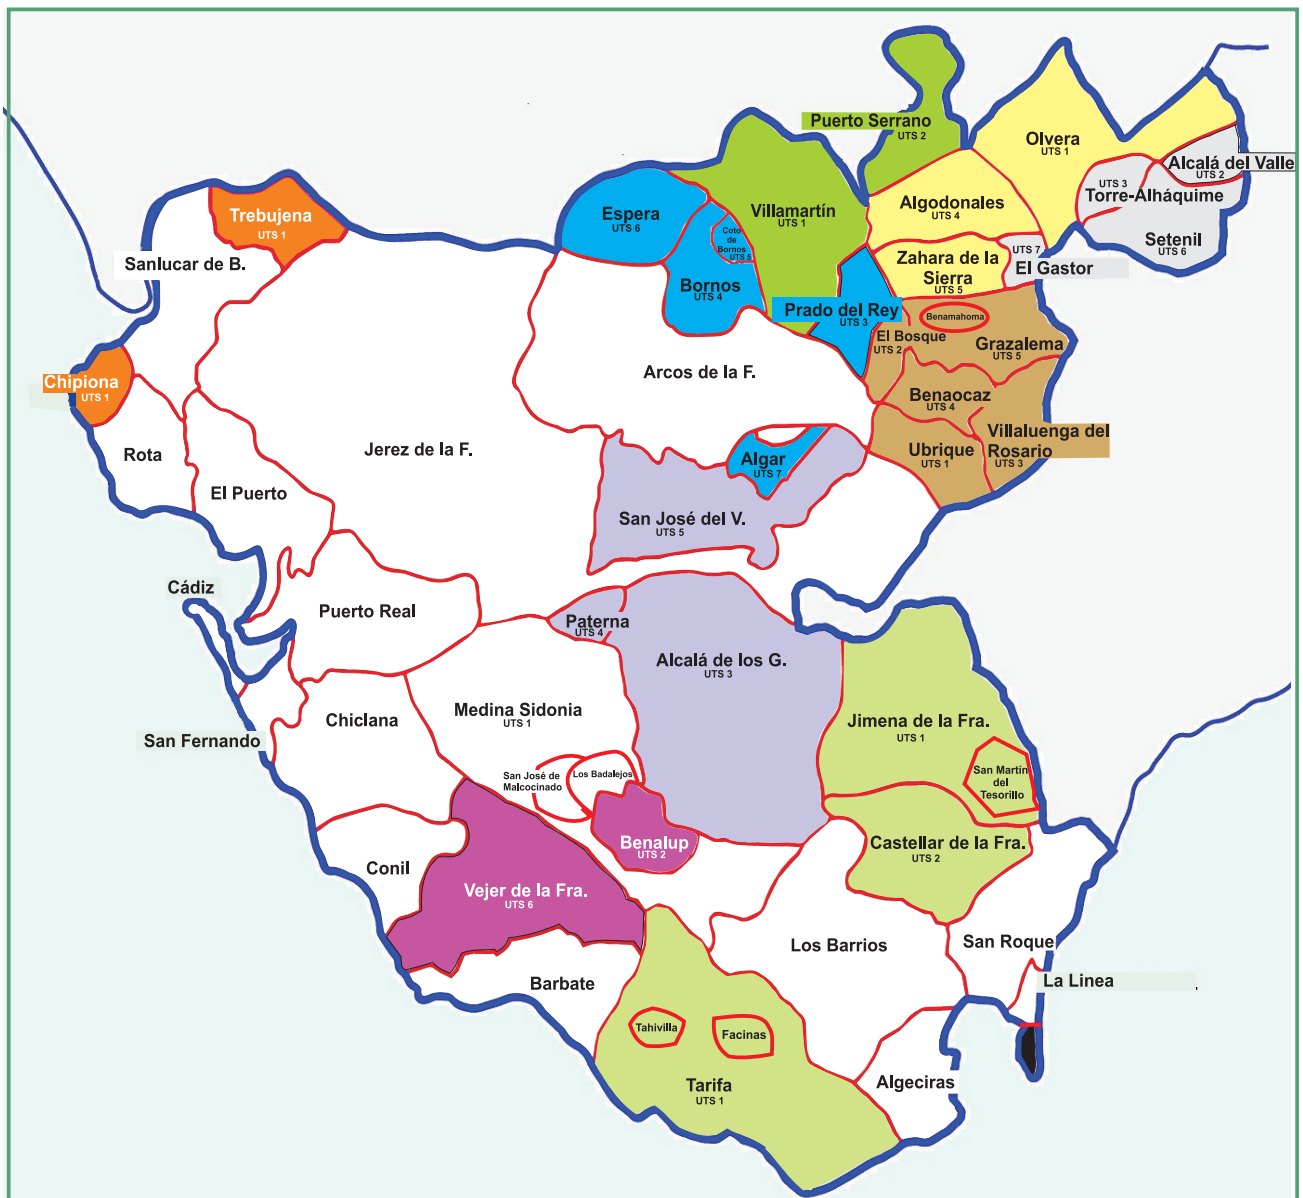 Puerto Serrano
UTS 2
Olvera
UTS 1
Alcalá del Valle
UTS 2
UTS 3
Torre-Alháquime
Setenil
UTS 6
Trebujena
UTS 1
Espera
UTS 6
Villamartín
UTS 1
Algodonales
UTS 4
Coto
de
Bornos
UTS 5
Sanlucar de B.
Bornos
UTS 4
Zahara de la
Sierra
UTS 5
UTS 7
El Gastor
Prado del Rey
UTS 3
Benamahoma
El Bosque
UTS 2
Grazalema
UTS 5
Chipiona
UTS 1
Arcos de la F.
Benaocaz
UTS 4
Rota
Jerez de la F.
Algar
UTS 7
Ubrique
UTS 1
Villaluenga del
Rosario
UTS 3
El Puerto
San José del V.
UTS 5
Cádiz
Puerto Real
Paterna
UTS 4
Alcalá de los G.
UTS 3
Medina Sidonia
UTS 1
Chiclana
Jimena de la Fra.
UTS 1
San Fernando
San José de
Malcocinado
Los Badalejos
San Martín
del
Tesorillo
Benalup
UTS 2
Castellar de la Fra.
UTS 2
Conil
Vejer de la Fra.
UTS 6
Los Barrios
San Roque
Barbate
La Linea
.
Tahivilla
Facinas
Tarifa
UTS 1
Algeciras